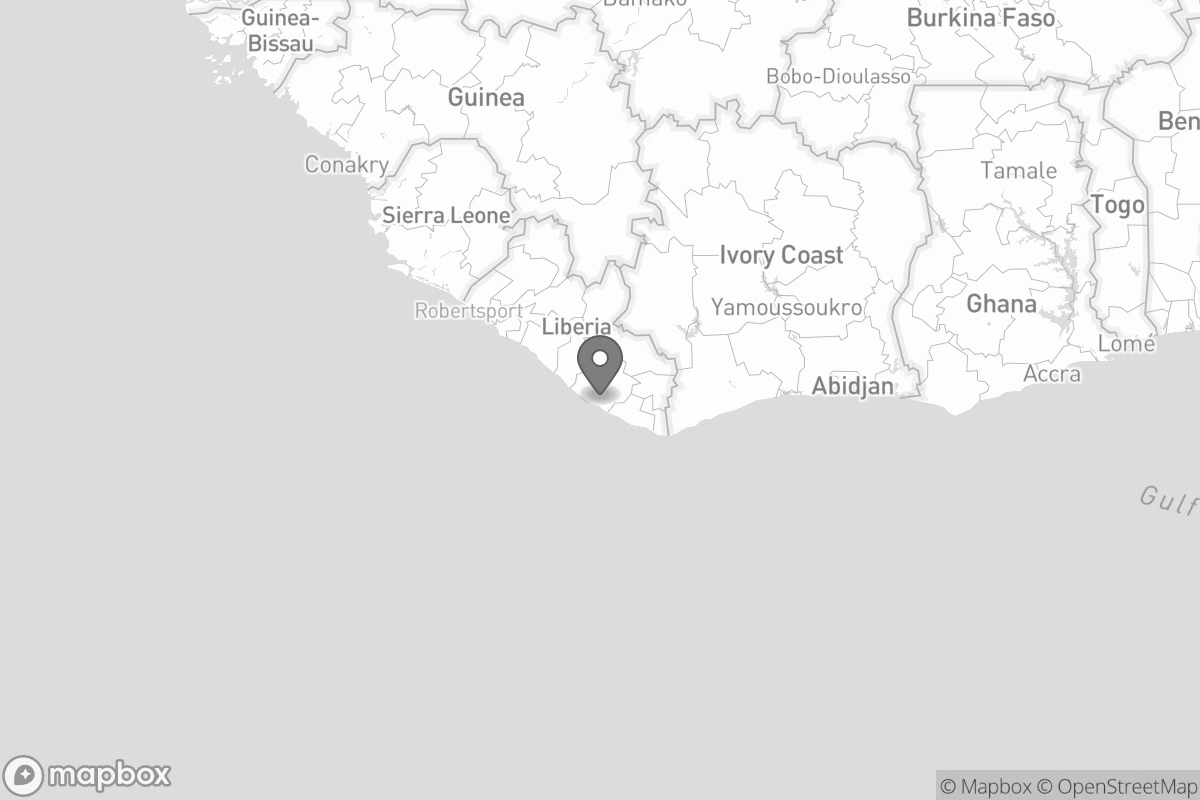 Bamako
Guinea-
Bissau
Burkina Faso
Bobo-Dioulasso
Guinea
Ben
Conakry
Tamale
Sierra Leone
Togo
Ivory Coast
Robertsport
Yamoussoukro
Ghana
Liberia
Lomé
Accra
Abidjan
Gulf
mapbox
© Mapbox © OpenStreetMap